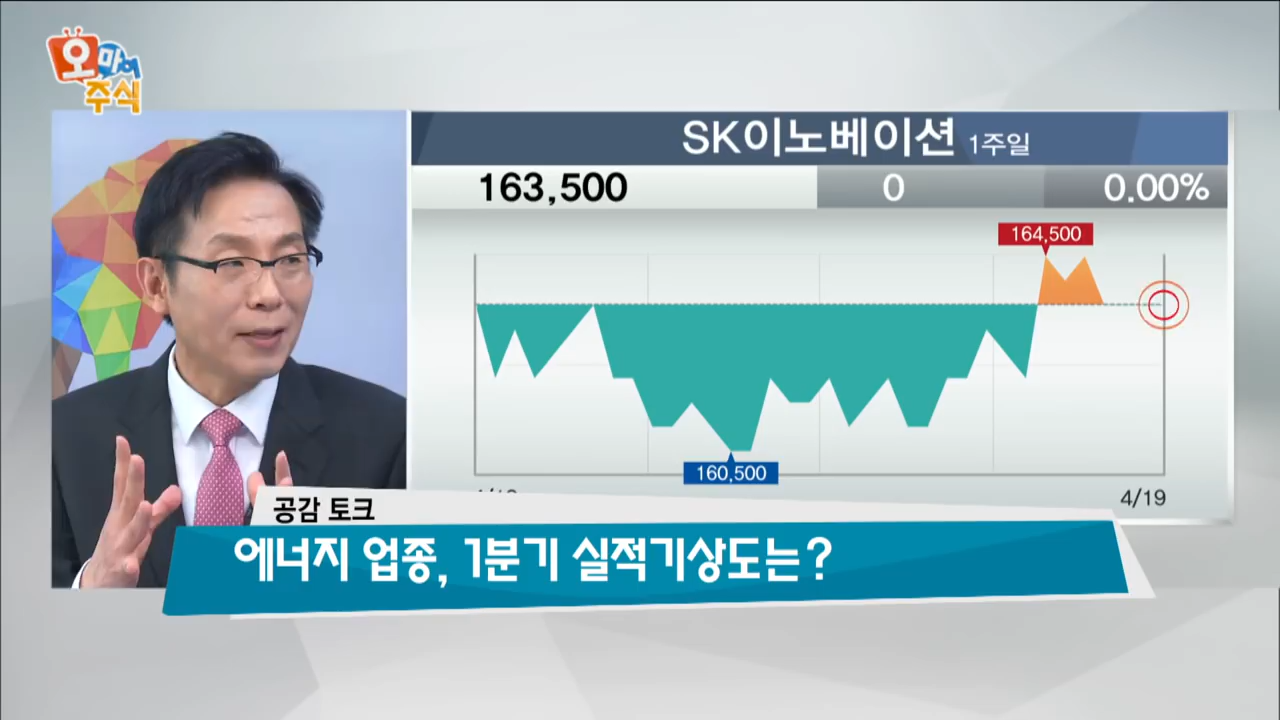 오마이
주식
SK이노베이션 1주일
163,500 0 0.00%
164,500
160,500
4/19
공감 토크
에너지 업종, 1분기 실적기상도는?